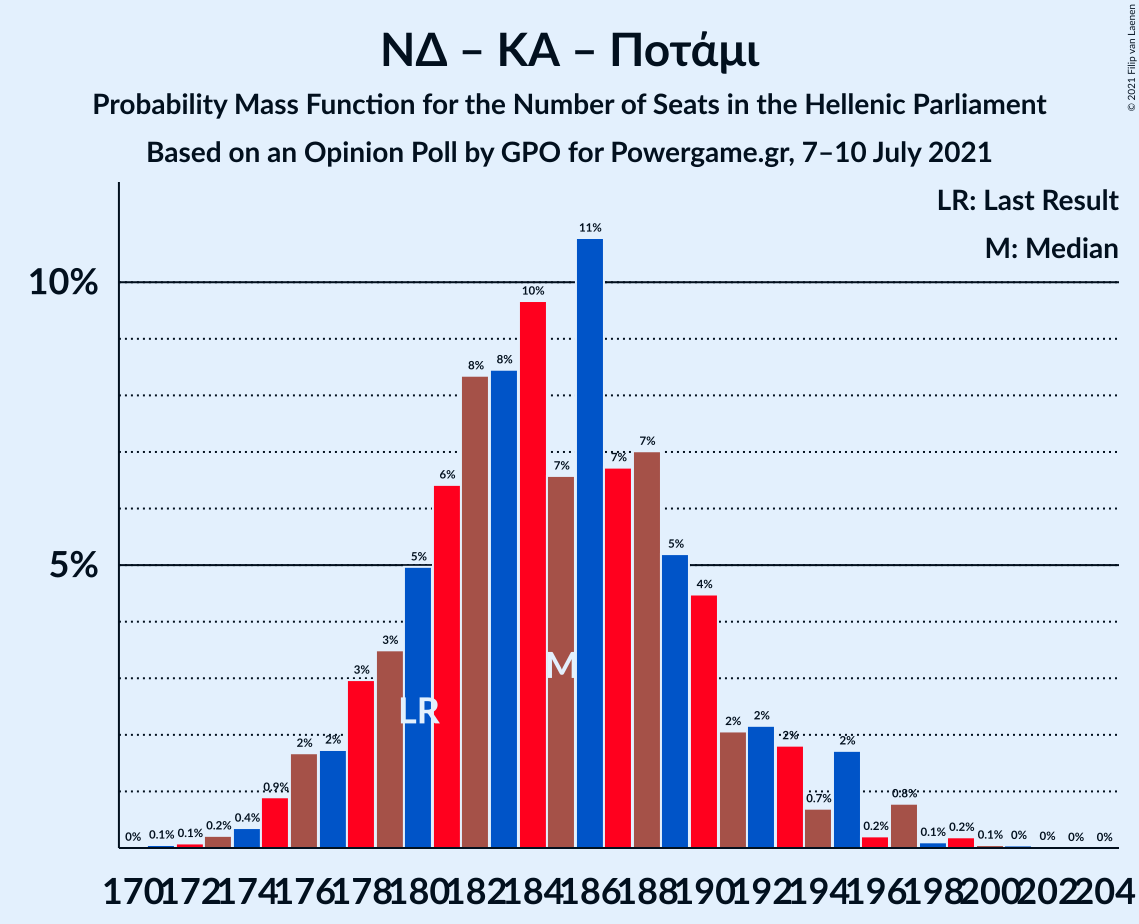 © 2021 Filip van Laenen
ΝΔ – ΚΑ – Ποτάμι
Probability Mass Function for the Number of Seats in the Hellenic Parliament
Based on an Opinion Poll by GPO for Powergame.gr, 7–10 July 2021
LR: Last Result
M: Median
10%
5%
0% 0.1% 0.1% 0.2% 0.4% 0.9% 2% 2% 3% 3% 5% 6% 8% 8% 10% 7% 11% 7% 7% 5% 4% 2% 2% 2% 0.7% 2% 0.2% 0.8% 0.1% 0.2% 0.1% 0% 0% 0% 0%
LR M
170 172 174 176 178 180 182 184 186 188 190 192 194 196 198 200 202 204